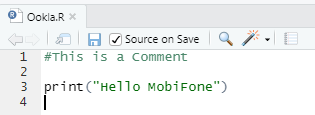 Ookla.R
Source on Save
1 #This is a Comment
2
3 print("Hello MobiFone")
4